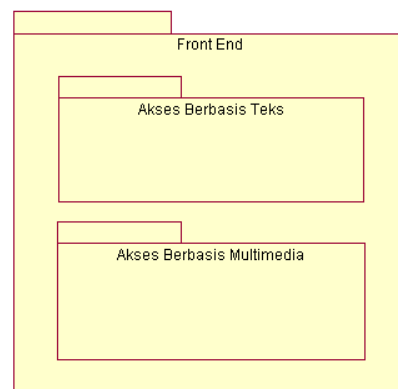 Front End
Akses Berbasis Teks
Akses Berbasis Multimedia